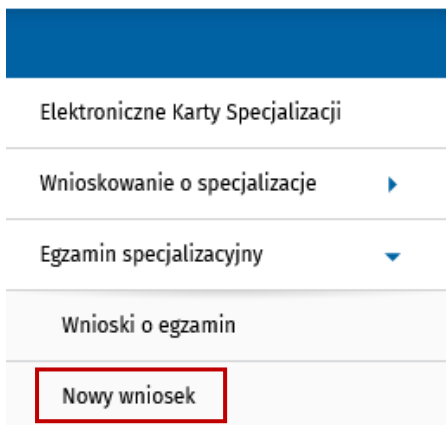 Elektroniczne Karty Specjalizacji
Wnioskowanie o specjalizacje
Egzamin specjalizacyjny
Wnioski o egzamin
Nowy wniosek